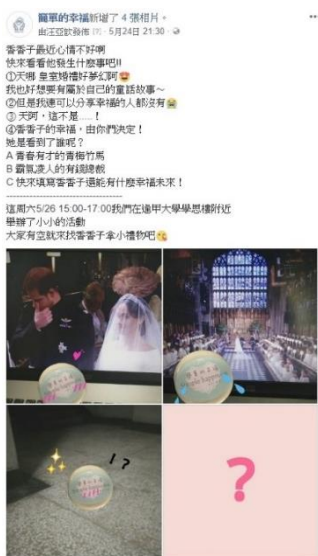 簡單的幸福新增了 4 張相片。
由汪亞歆發佈 [?] · 5月24日 21:30 ·
香香子最近心情不好啊
快來看看他發生什麼事吧!!
①天哪 皇室婚禮好夢幻阿😍
我也好想要有屬於自己的童話故事～
②但是我連可以分享幸福的人都沒有😭
③ 天阿，這不是.....！
④香香子的幸福，由你們決定！
她是看到了誰呢？
A 青春有才的青梅竹馬
B 霸氣凌人的有錢總裁
C 快來填寫香香子還能有什麼幸福未來！
------------------------------------
這周六5/26 15:00-17:00我們在逢甲大學學思樓附近
舉辦了小小的活動
大家有空就來找香香子拿小禮物吧😘
!?
?